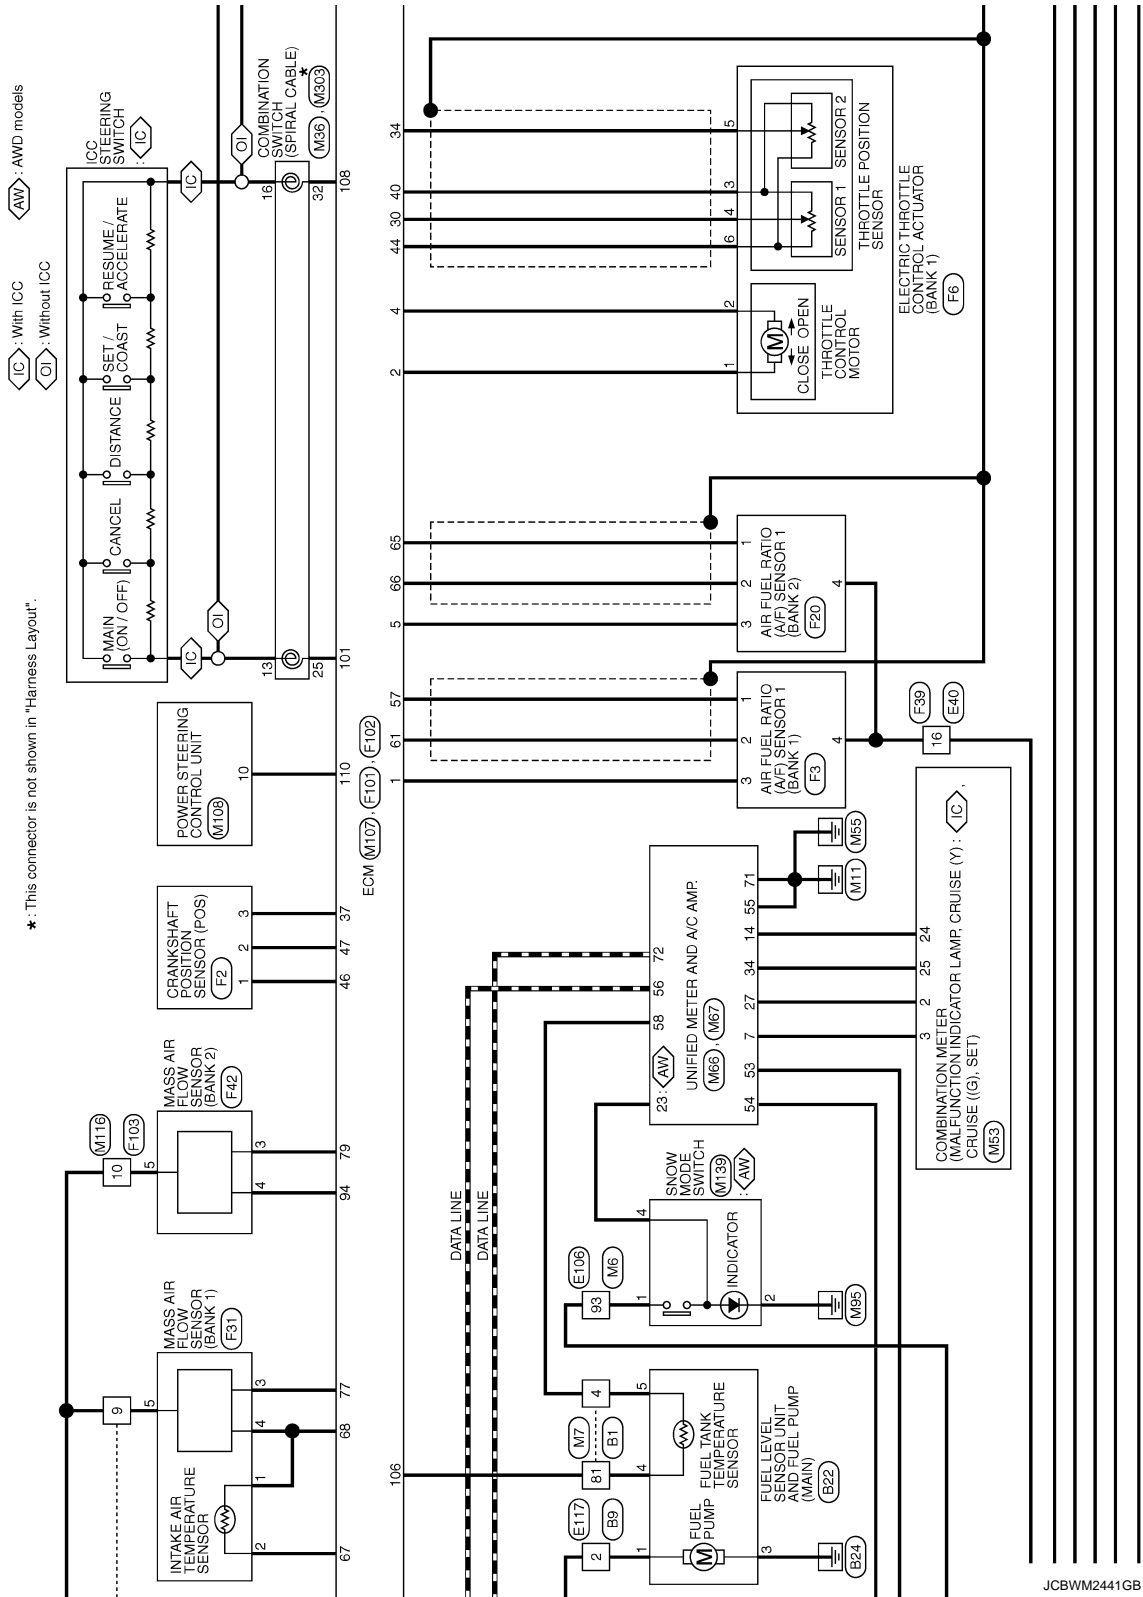 AW : AWD models
IC : With ICC
OI : Without ICC
* : This connector is not shown in "Harness Layout".
ICC
STEERING
SWITCH
: IC
MAIN
(ON / OFF)
CANCEL
DISTANCE
SET /
COAST
RESUME /
ACCELERATE
IC
OI
IC
OI
COMBINATION
SWITCH
(SPIRAL CABLE)
*
M36 , M303
13
16
25
32
101
108
POWER STEERING
CONTROL UNIT
M108
10
110
CRANKSHAFT
POSITION
SENSOR (POS)
F2
1
2
3
46
47
37
MASS AIR
FLOW
SENSOR
(BANK 2)
F42
M116
F103
10
5
4
3
94
79
MASS AIR
FLOW
SENSOR
(BANK 1)
F31
9
5
INTAKE AIR
TEMPERATURE
SENSOR
2
1
4
3
67
68
77
ECM M107 , F101 , F102
106
1
61
57
5
66
65
2
4
44
30
40
34
DATA LINE
DATA LINE
E117
B9
2
M7
B1
81
4
1
4
5
FUEL
PUMP
FUEL TANK
TEMPERATURE
SENSOR
3
B24
FUEL LEVEL
SENSOR UNIT
AND FUEL PUMP
(MAIN)
B22
E106
M6
93
1
4
INDICATOR
2
M95
SNOW
MODE
SWITCH
M139
: AW
23 : AW
58
56
72
UNIFIED METER AND A/C AMP.
M66 , M67
54
53
7
27
34
14
55
71
M11
M55
3
2
25
24
COMBINATION METER
(MALFUNCTION INDICATOR LAMP, CRUISE (Y) : IC ,
CRUISE ((G), SET)
M53
3
2
1
AIR FUEL RATIO
(A/F) SENSOR 1
(BANK 1)
F3
4
F39
E40
16
3
2
1
AIR FUEL RATIO
(A/F) SENSOR 1
(BANK 2)
F20
4
1
2
CLOSE OPEN
M
THROTTLE
CONTROL
MOTOR
6
4
3
5
SENSOR 1
SENSOR 2
THROTTLE POSITION
SENSOR
ELECTRIC THROTTLE
CONTROL ACTUATOR
(BANK 1)
F6
M
JCBWM2441GB